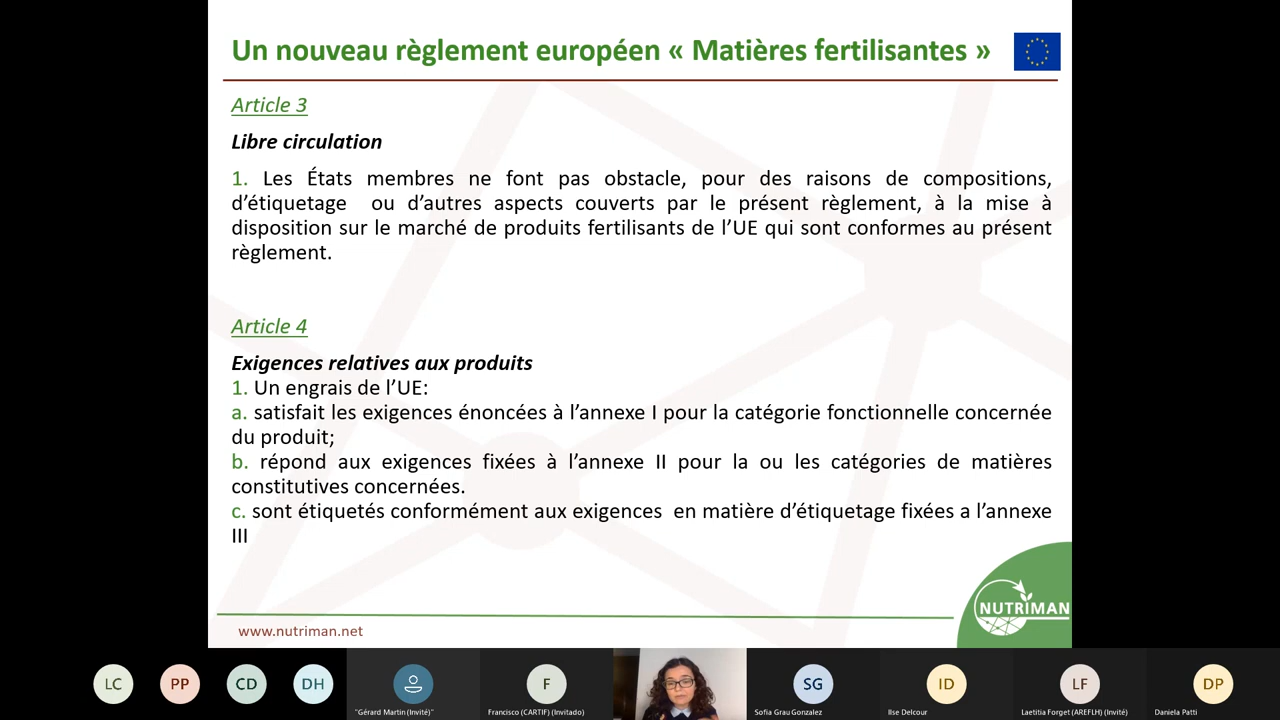 Un nouveau règlement européen « Matières fertilisantes »
Article 3
Libre circulation
1. Les États membres ne font pas obstacle, pour des raisons de compositions,
d’étiquetage ou d’autres aspects couverts par le présent règlement, à la mise à
disposition sur le marché de produits fertilisants de l’UE qui sont conformes au présent
règlement.
Article 4
Exigences relatives aux produits
1. Un engrais de l’UE:
a. satisfait les exigences énoncées à l’annexe I pour la catégorie fonctionnelle concernée
du produit;
b. répond aux exigences fixées à l’annexe II pour la ou les catégories de matières
constitutives concernées.
c. sont étiquetés conformément aux exigences en matière d’étiquetage fixées a l’annexe
III
NUTRIMAN
www.nutriman.net
LC PP CD DH F SG ID LF DP
"Gérard Martin (Invité)" Francisco (CARTIF) (Invitado) Sofia Grau Gonzalez Ilse Delcour Laetitia Forget (AREFLH) (Invité) Daniela Patti